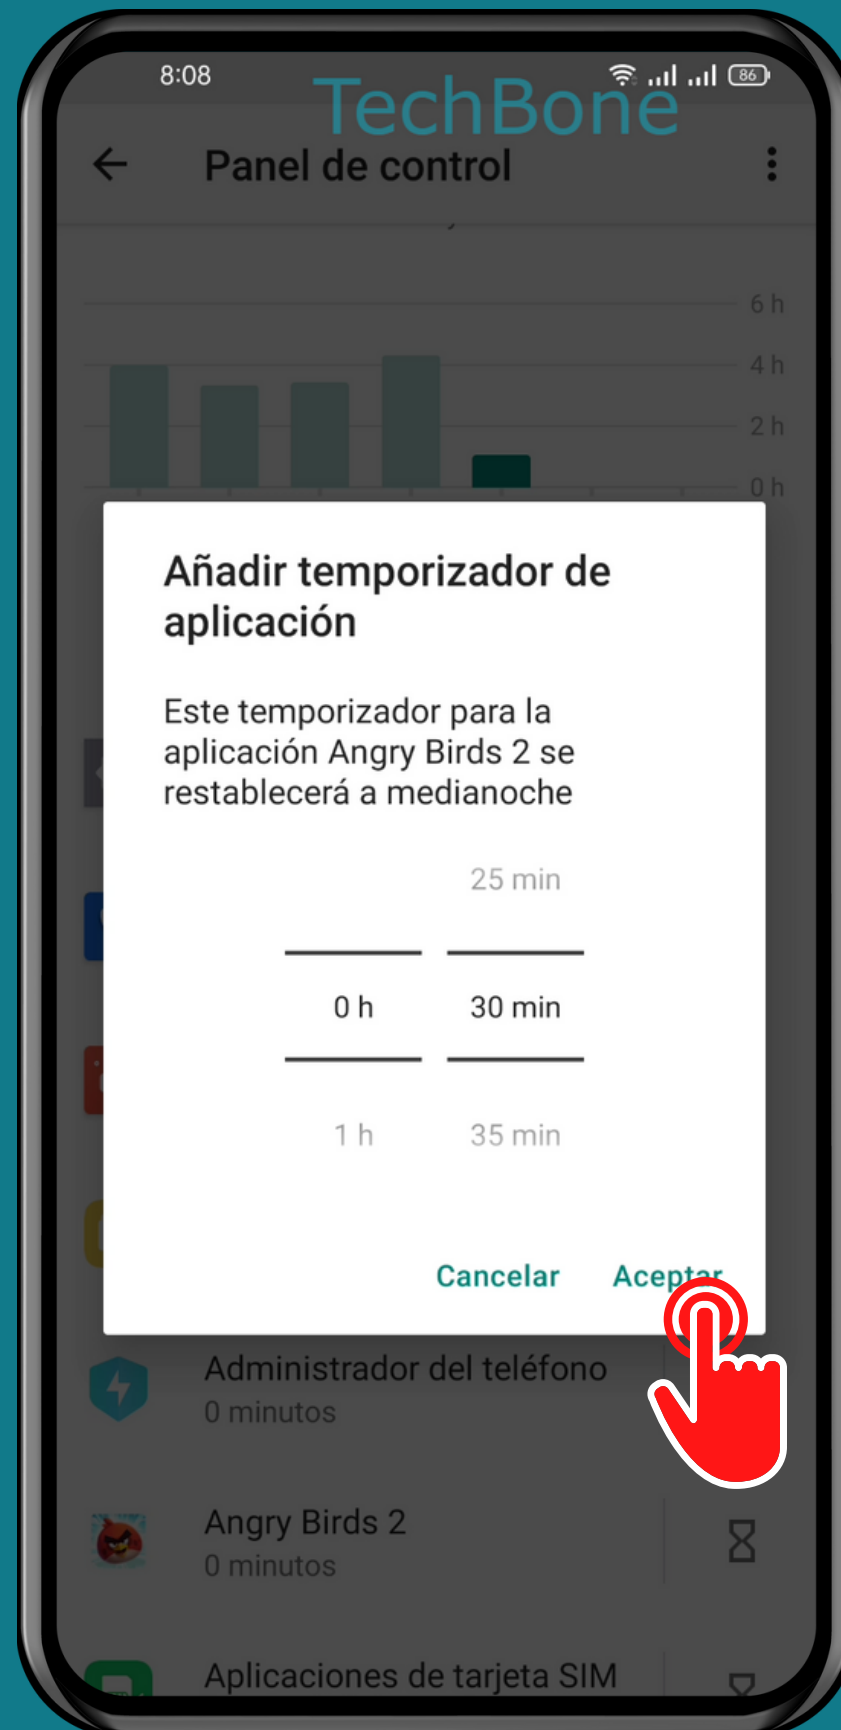 8:08
86
TechBone
Panel de control
6 h
4 h
2 h
0 h
Añadir temporizador de
aplicación
Este temporizador para la
aplicación Angry Birds 2 se
restablecerá a medianoche
25 min
0 h 30 min
1 h 35 min
Cancelar Aceptar
Administrador del teléfono
0 minutos
Angry Birds 2
0 minutos
Aplicaciones de tarjeta SIM